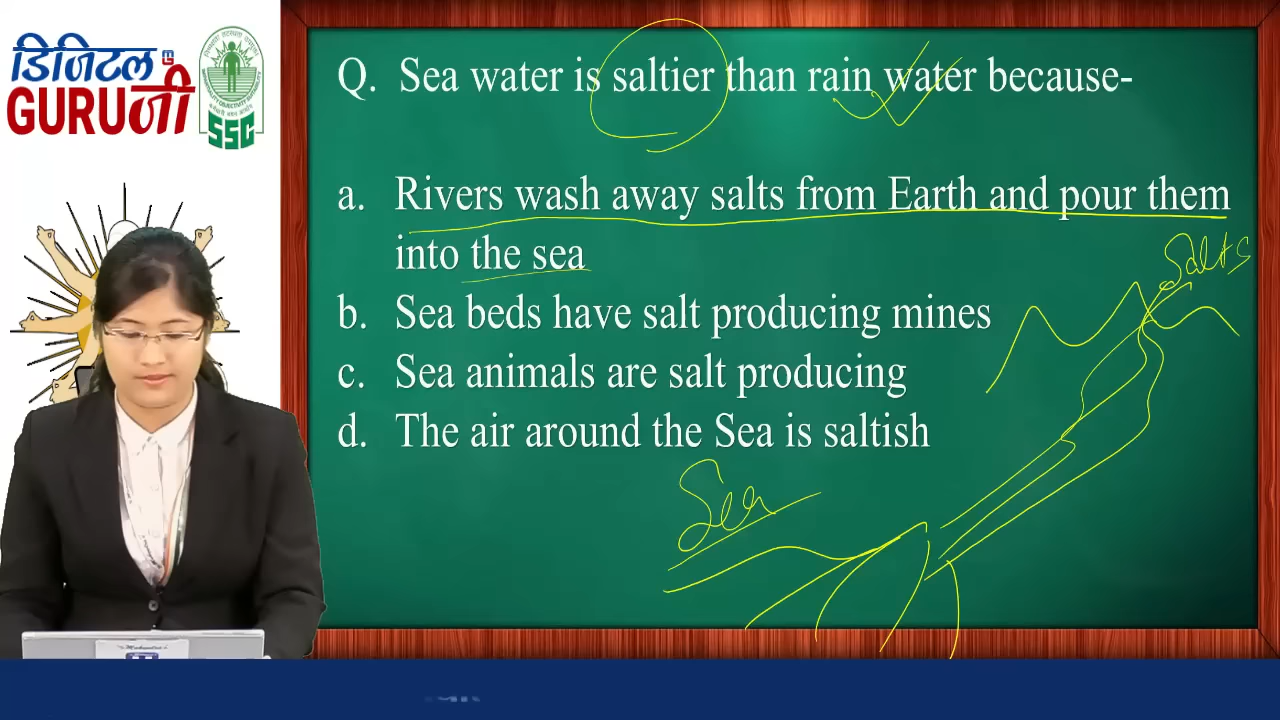 डिजिटल
GURUजी
SSC
Q. Sea water is saltier than rain water because-
a. Rivers wash away salts from Earth and pour them
into the sea
b. Sea beds have salt producing mines
c. Sea animals are salt producing
d. The air around the Sea is saltish
Salts
Sea